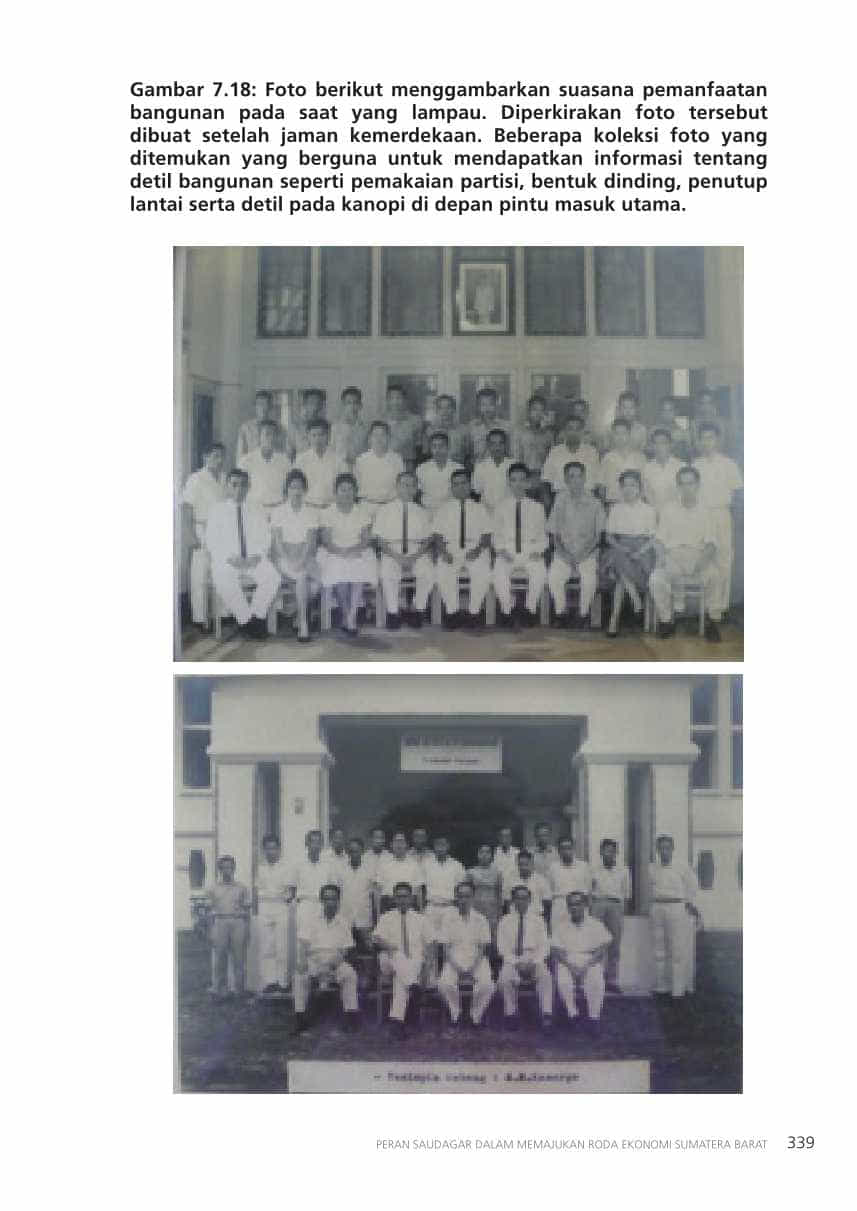 Gambar 7.18: Foto berikut menggambarkan suasana pemanfaatan
bangunan pada saat yang lampau. Diperkirakan foto tersebut
dibuat setelah jaman kemerdekaan. Beberapa koleksi foto yang
ditemukan yang berguna untuk mendapatkan informasi tentang
detil bangunan seperti pemakaian partisi, bentuk dinding, penutup
lantai serta detil pada kanopi di depan pintu masuk utama.
PERAN SAUDAGAR DALAM MEMAJUKAN RODA EKONOMI SUMATERA BARAT 339